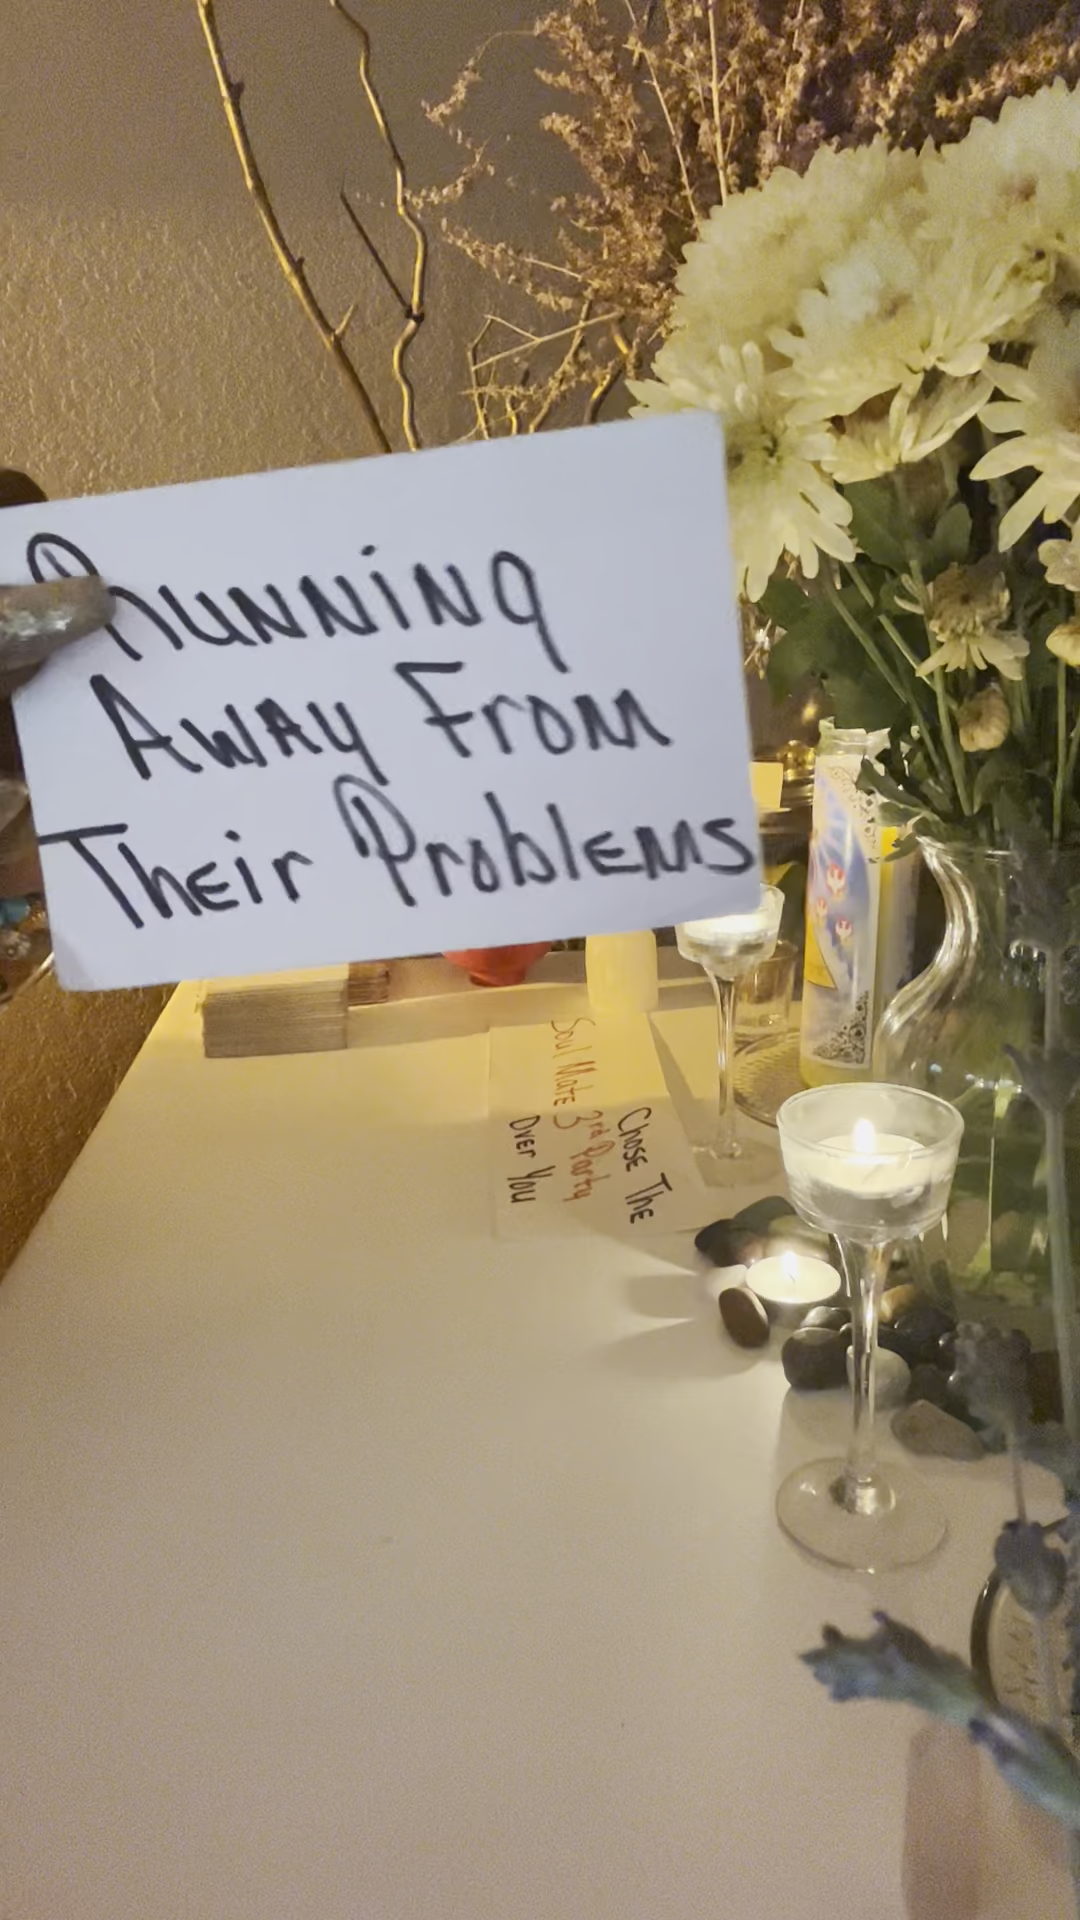 Running
Away From
Their Problems
Chose The
Soul Mate 3rd Party
Over You